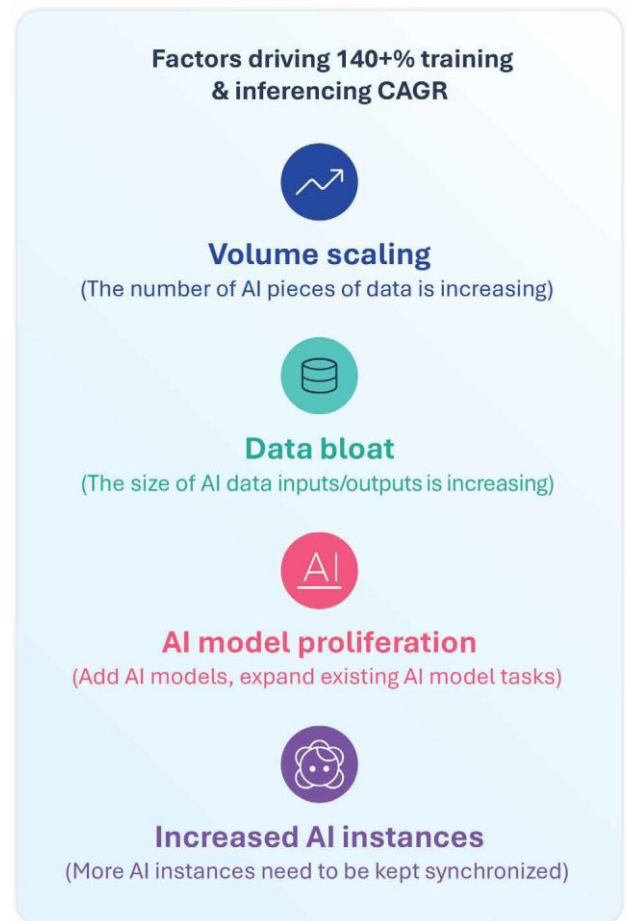 Factors driving 140+% training
& inferencing CAGR
Volume scaling
(The number of AI pieces of data is increasing)
Data bloat
(The size of AI data inputs/outputs is increasing)
AI
AI model proliferation
(Add AI models, expand existing AI model tasks)
Increased AI instances
(More AI instances need to be kept synchronized)